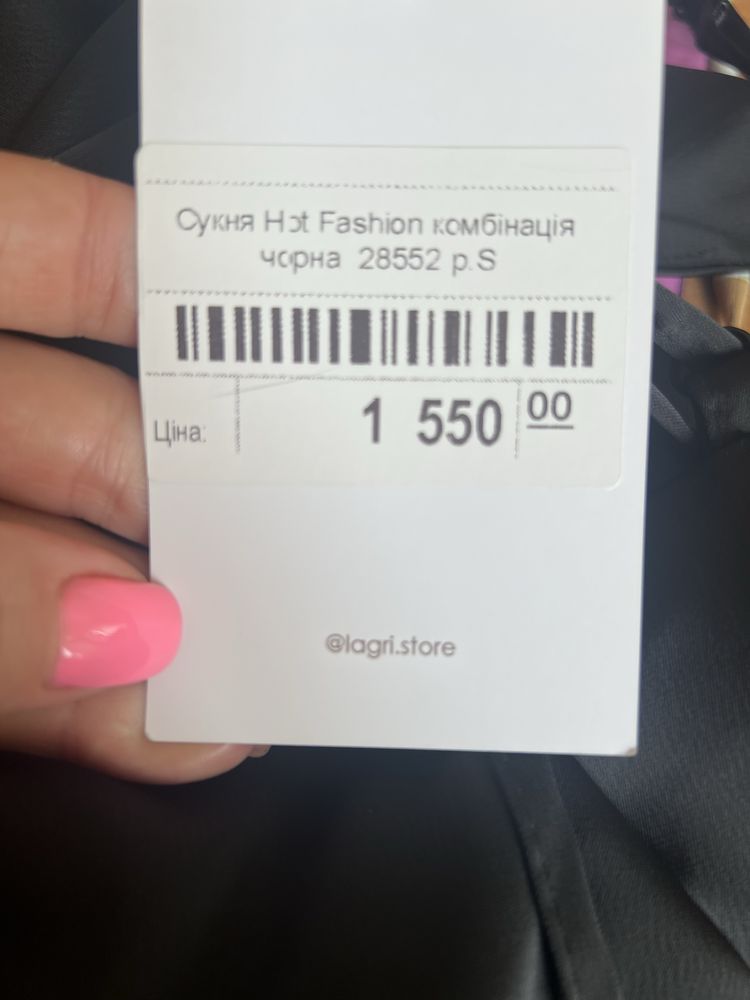 Сукня Hot Fashion комбінація
чорна 28552 р.S
Ціна: 1 550 00
@lagri.store